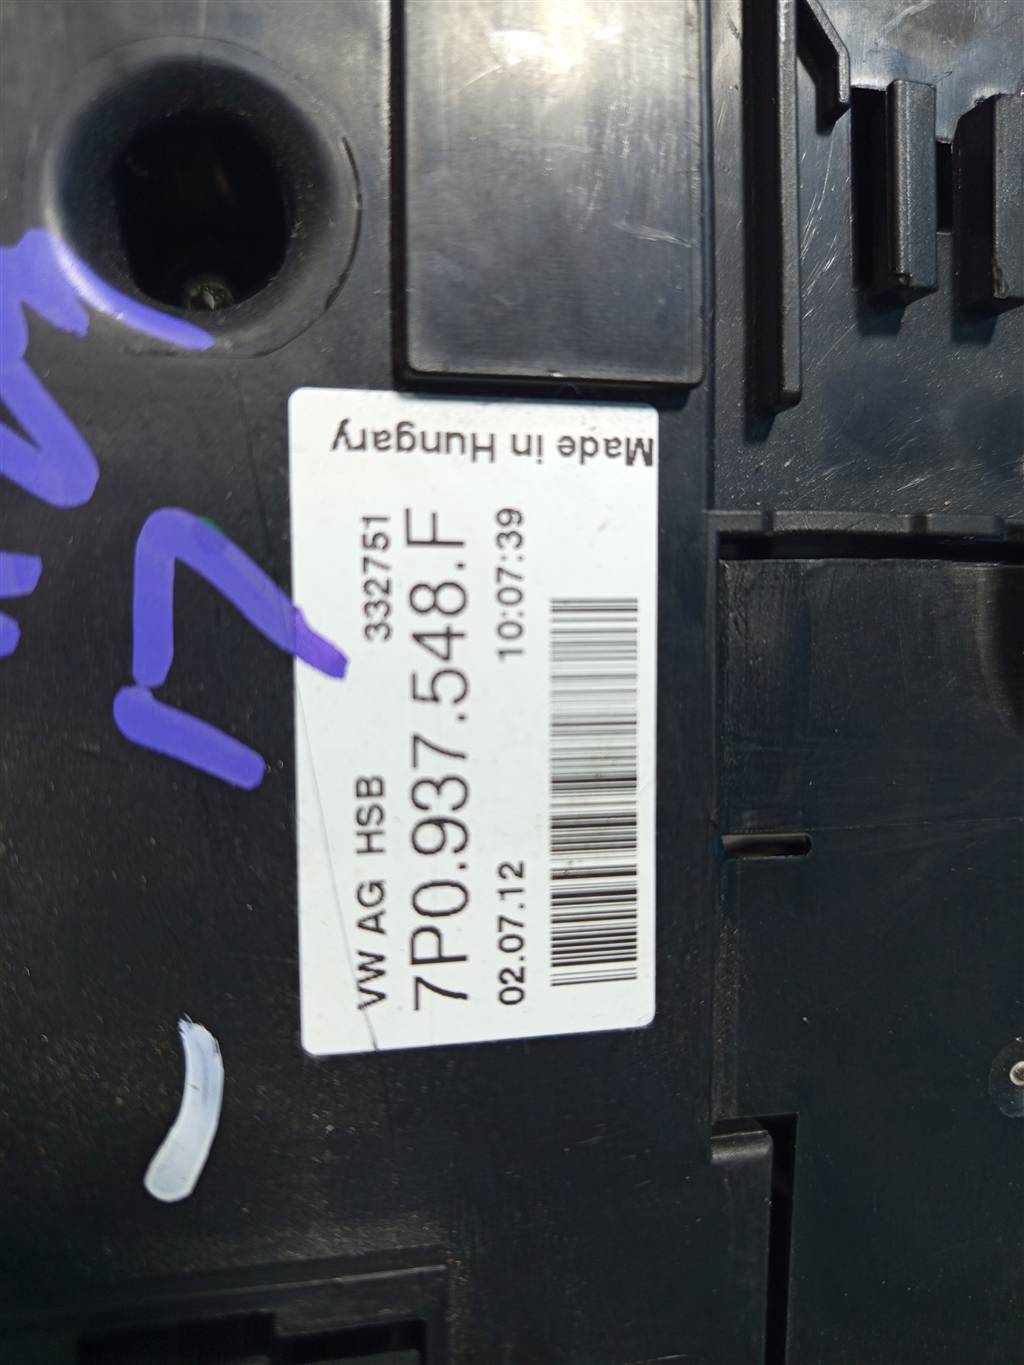 VW AG HSB 332751
7P0.937.548.F
02.07.12 10:07:39
Made in Hungary